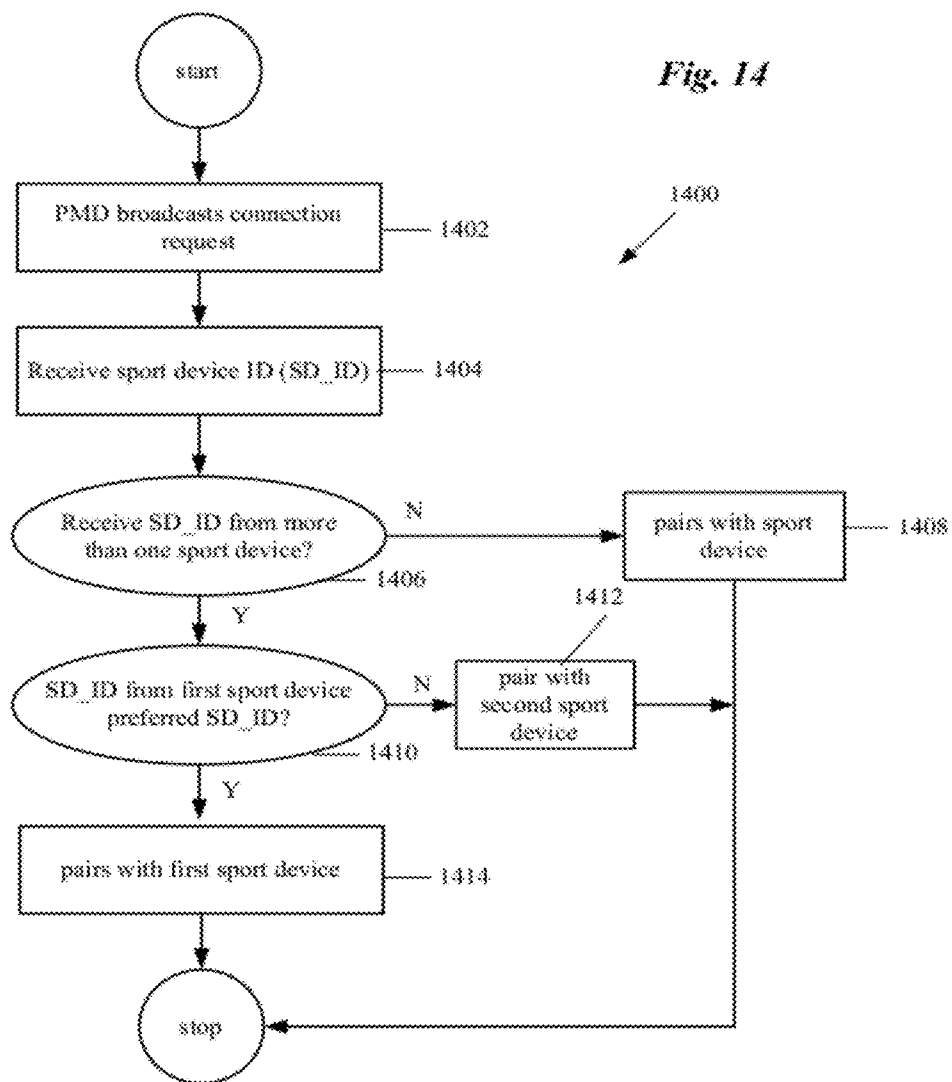 start
Fig. 14
1400
PMD broadcasts connection
request
1402
Receive sport device ID (SD_ID)
1404
Receive SD_ID from more
than one sport device?
1406
N
pairs with sport
device
1408
Y
SD_ID from first sport device
preferred SD_ID?
1410
N
1412
pair with
second sport
device
Y
pairs with first sport device
1414
stop